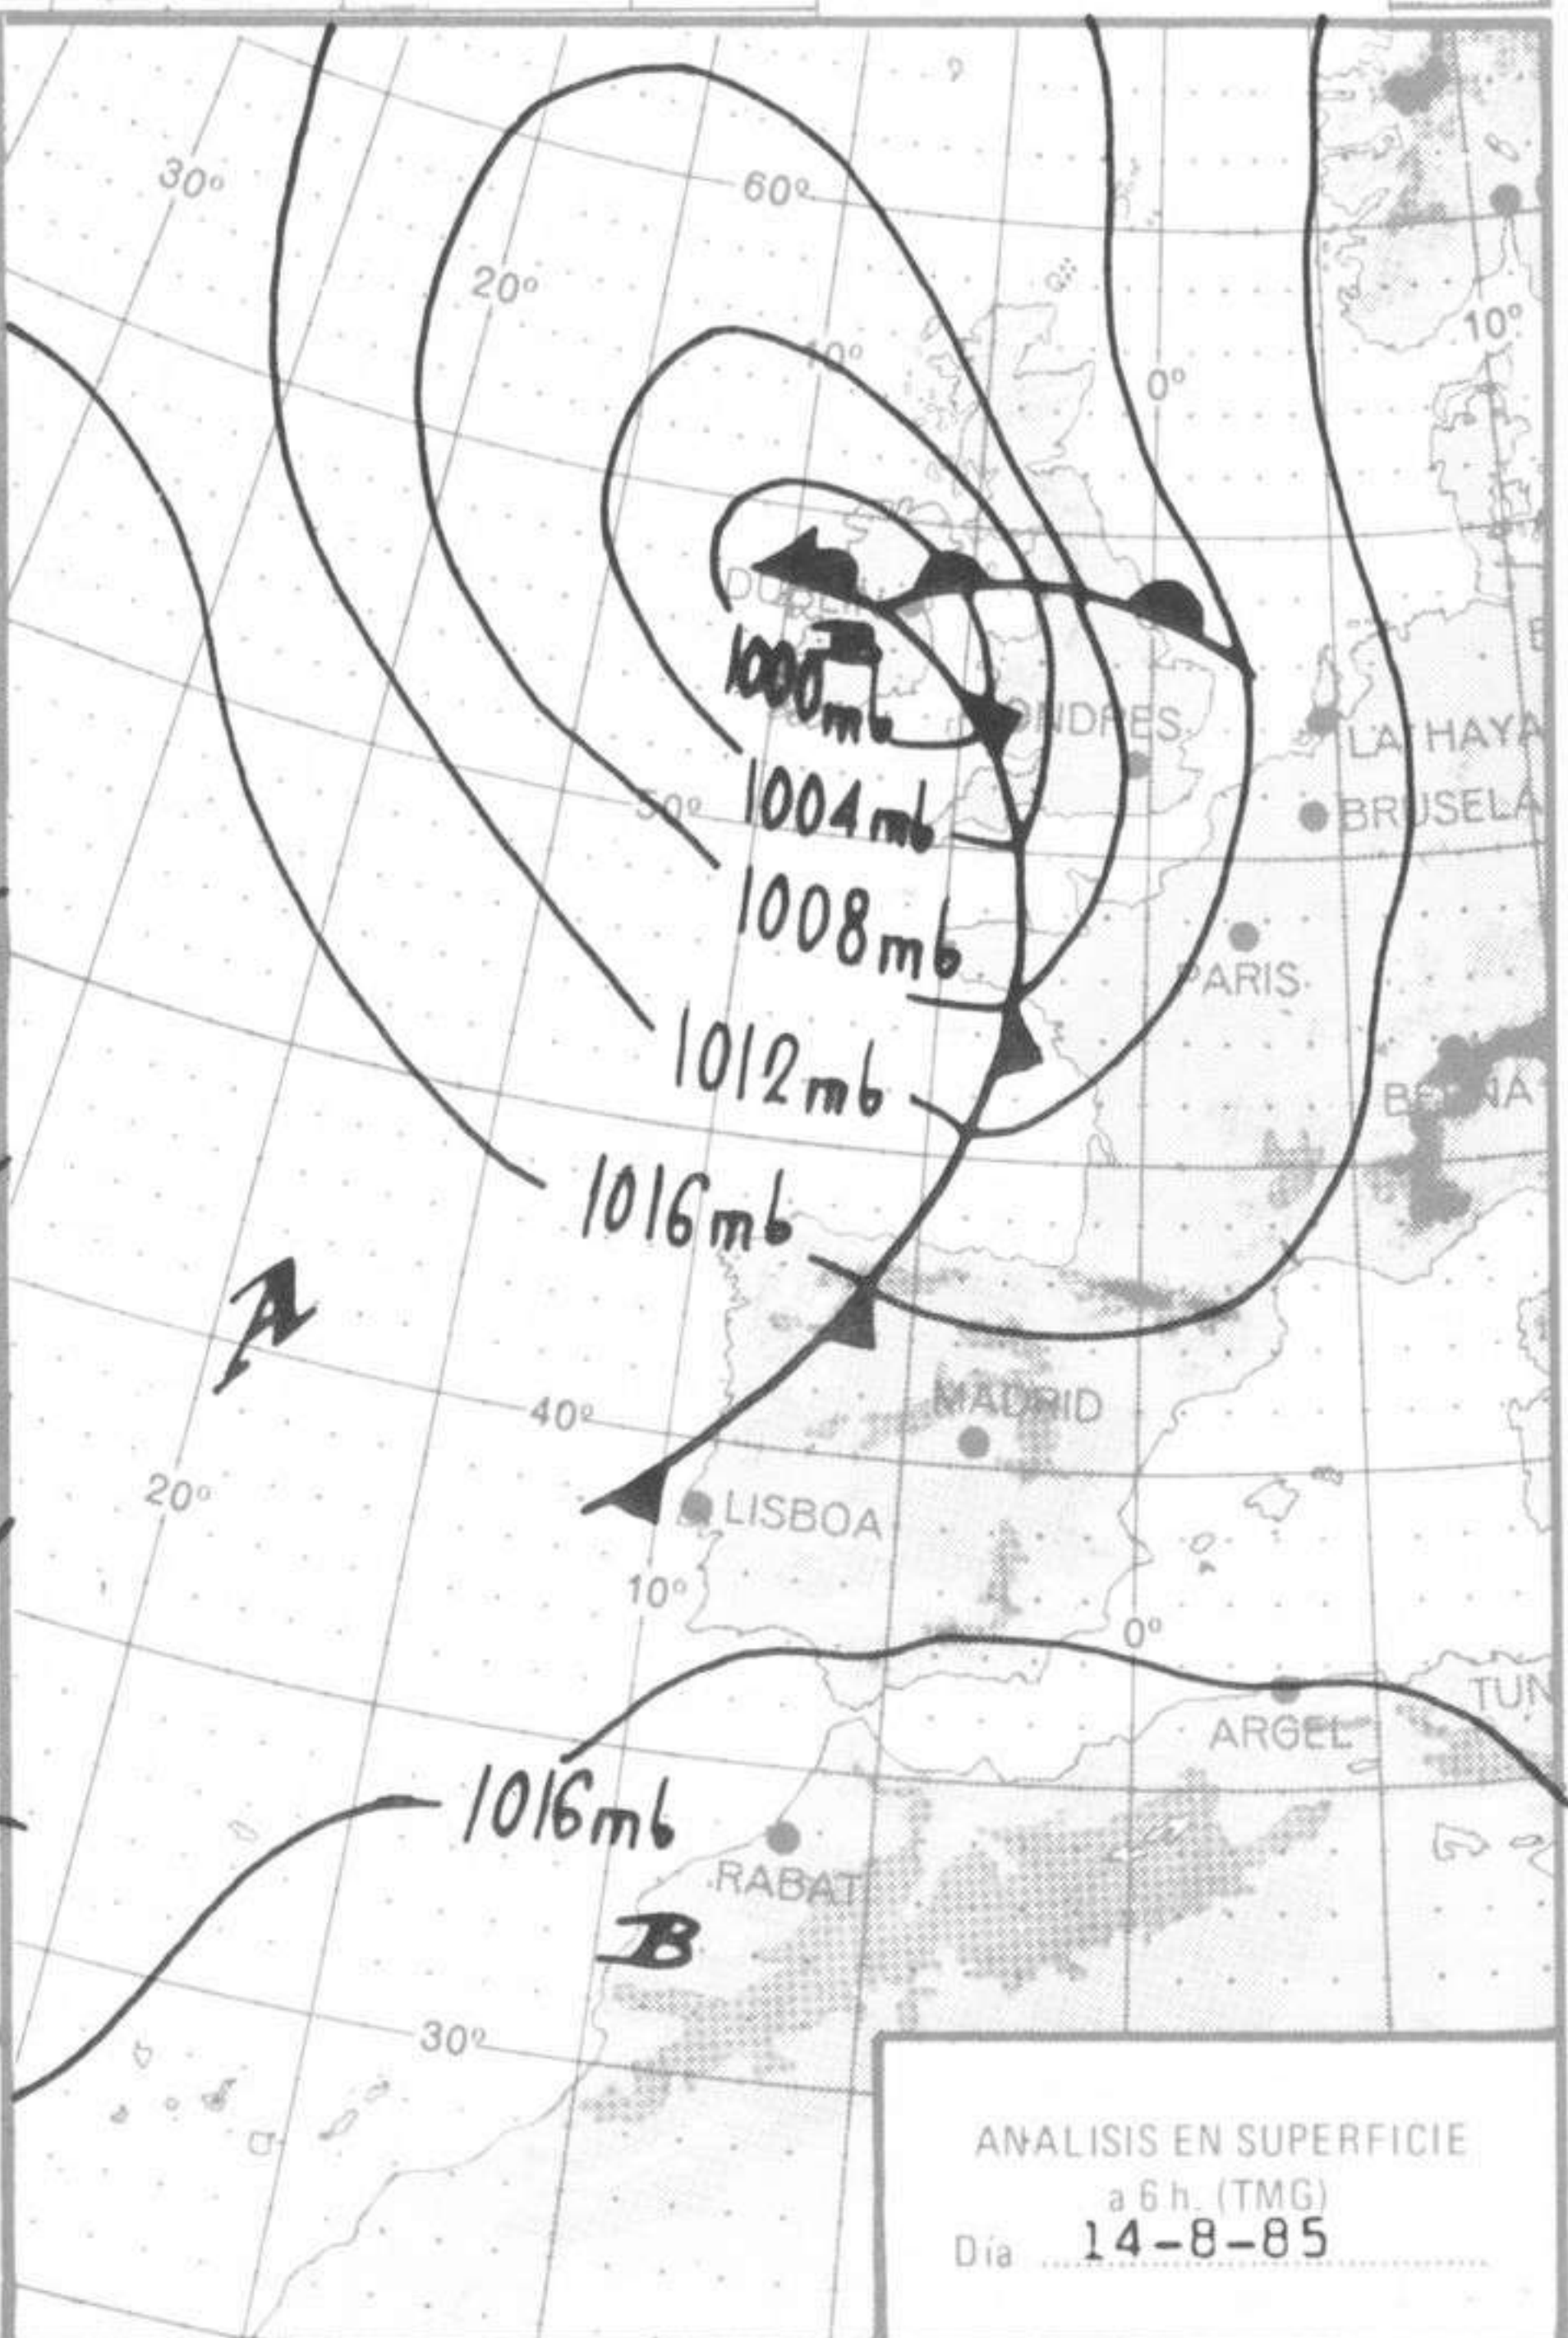 30º
60º
20º
10º
10º
0º
DUBLIN
B
1000mb
LONDRES
LA HAYA
1004mb
50º
BRUSELA
1008mb
PARIS
1012mb
BERNA
1016mb
A
40º
MADRID
20º
LISBOA
10º
0º
TUN
ARGEL
1016mb
RABAT
B
30º
ANALISIS EN SUPERFICIE
a 6 h. (TMG)
Día 14-8-85